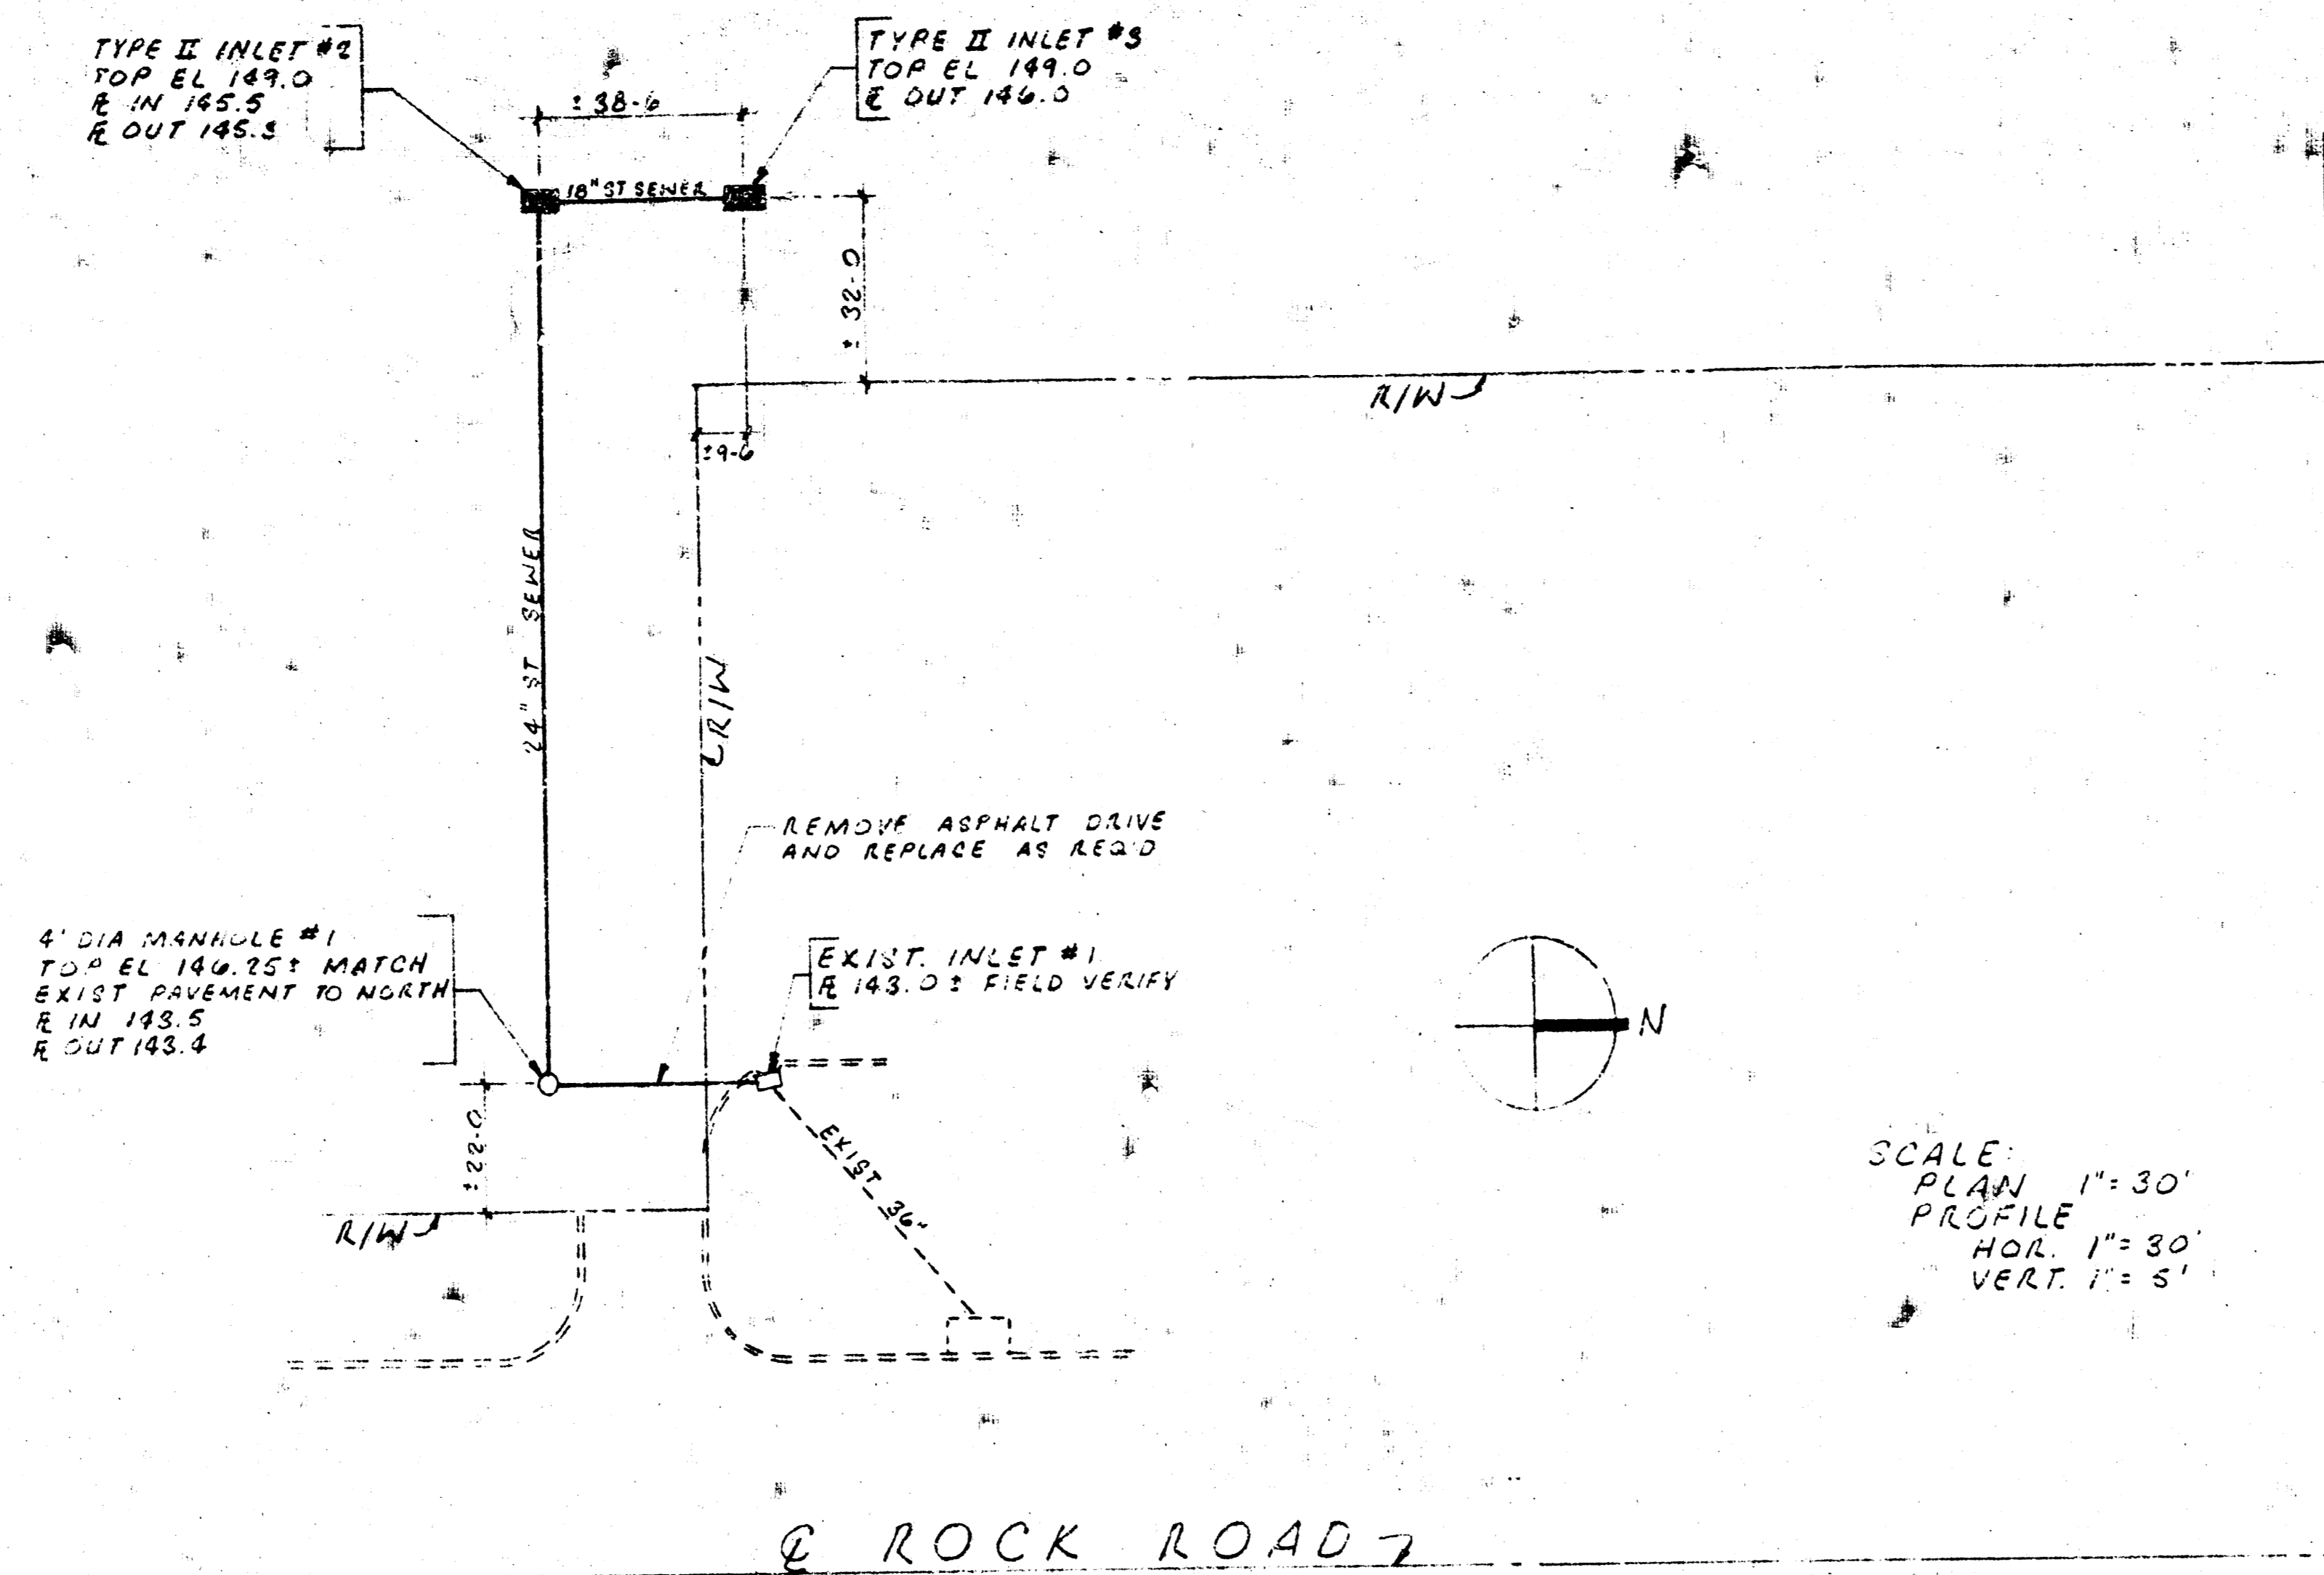 TYPE II INLET #2
TOP EL 149.0
℄ IN 145.5
℄ OUT 145.3
TYPE II INLET #3
TOP EL 149.0
℄ OUT 146.0
± 38-6
18" ST SEWER
± 32-0
R/W
±9-6
24" ST SEWER
R/W
REMOVE ASPHALT DRIVE
AND REPLACE AS REQ'D
4' DIA MANHOLE #1
TOP EL 146.25± MATCH
EXIST PAVEMENT TO NORTH
℄ IN 143.5
℄ OUT 143.4
EXIST. INLET #1
℄ 143.0 ± FIELD VERIFY
N
±22-0
EXIST 36"
R/W
SCALE:
PLAN 1"= 30'
PROFILE
HOR. 1"= 30'
VERT. 1"= 5'
℄ ROCK ROAD